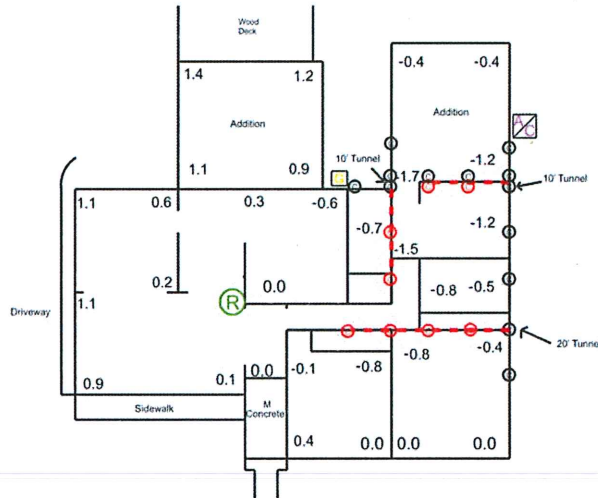 Wood
Deck
-0.4 -0.4
1.4 1.2
Addition
Addition
A/C
10' Tunnel
1.1 0.9
G
-1.2
-1.7
10' Tunnel
1.1 0.6 0.3 -0.6
-0.7
-1.2
-1.5
0.2 0.0
-0.8 -0.5
R
1.1
Driveway
-0.4
20' Tunnel
-0.8
0.0 -0.1 -0.8
0.9 0.1
Sidewalk
M
Concrete
0.4 0.0 0.0 0.0